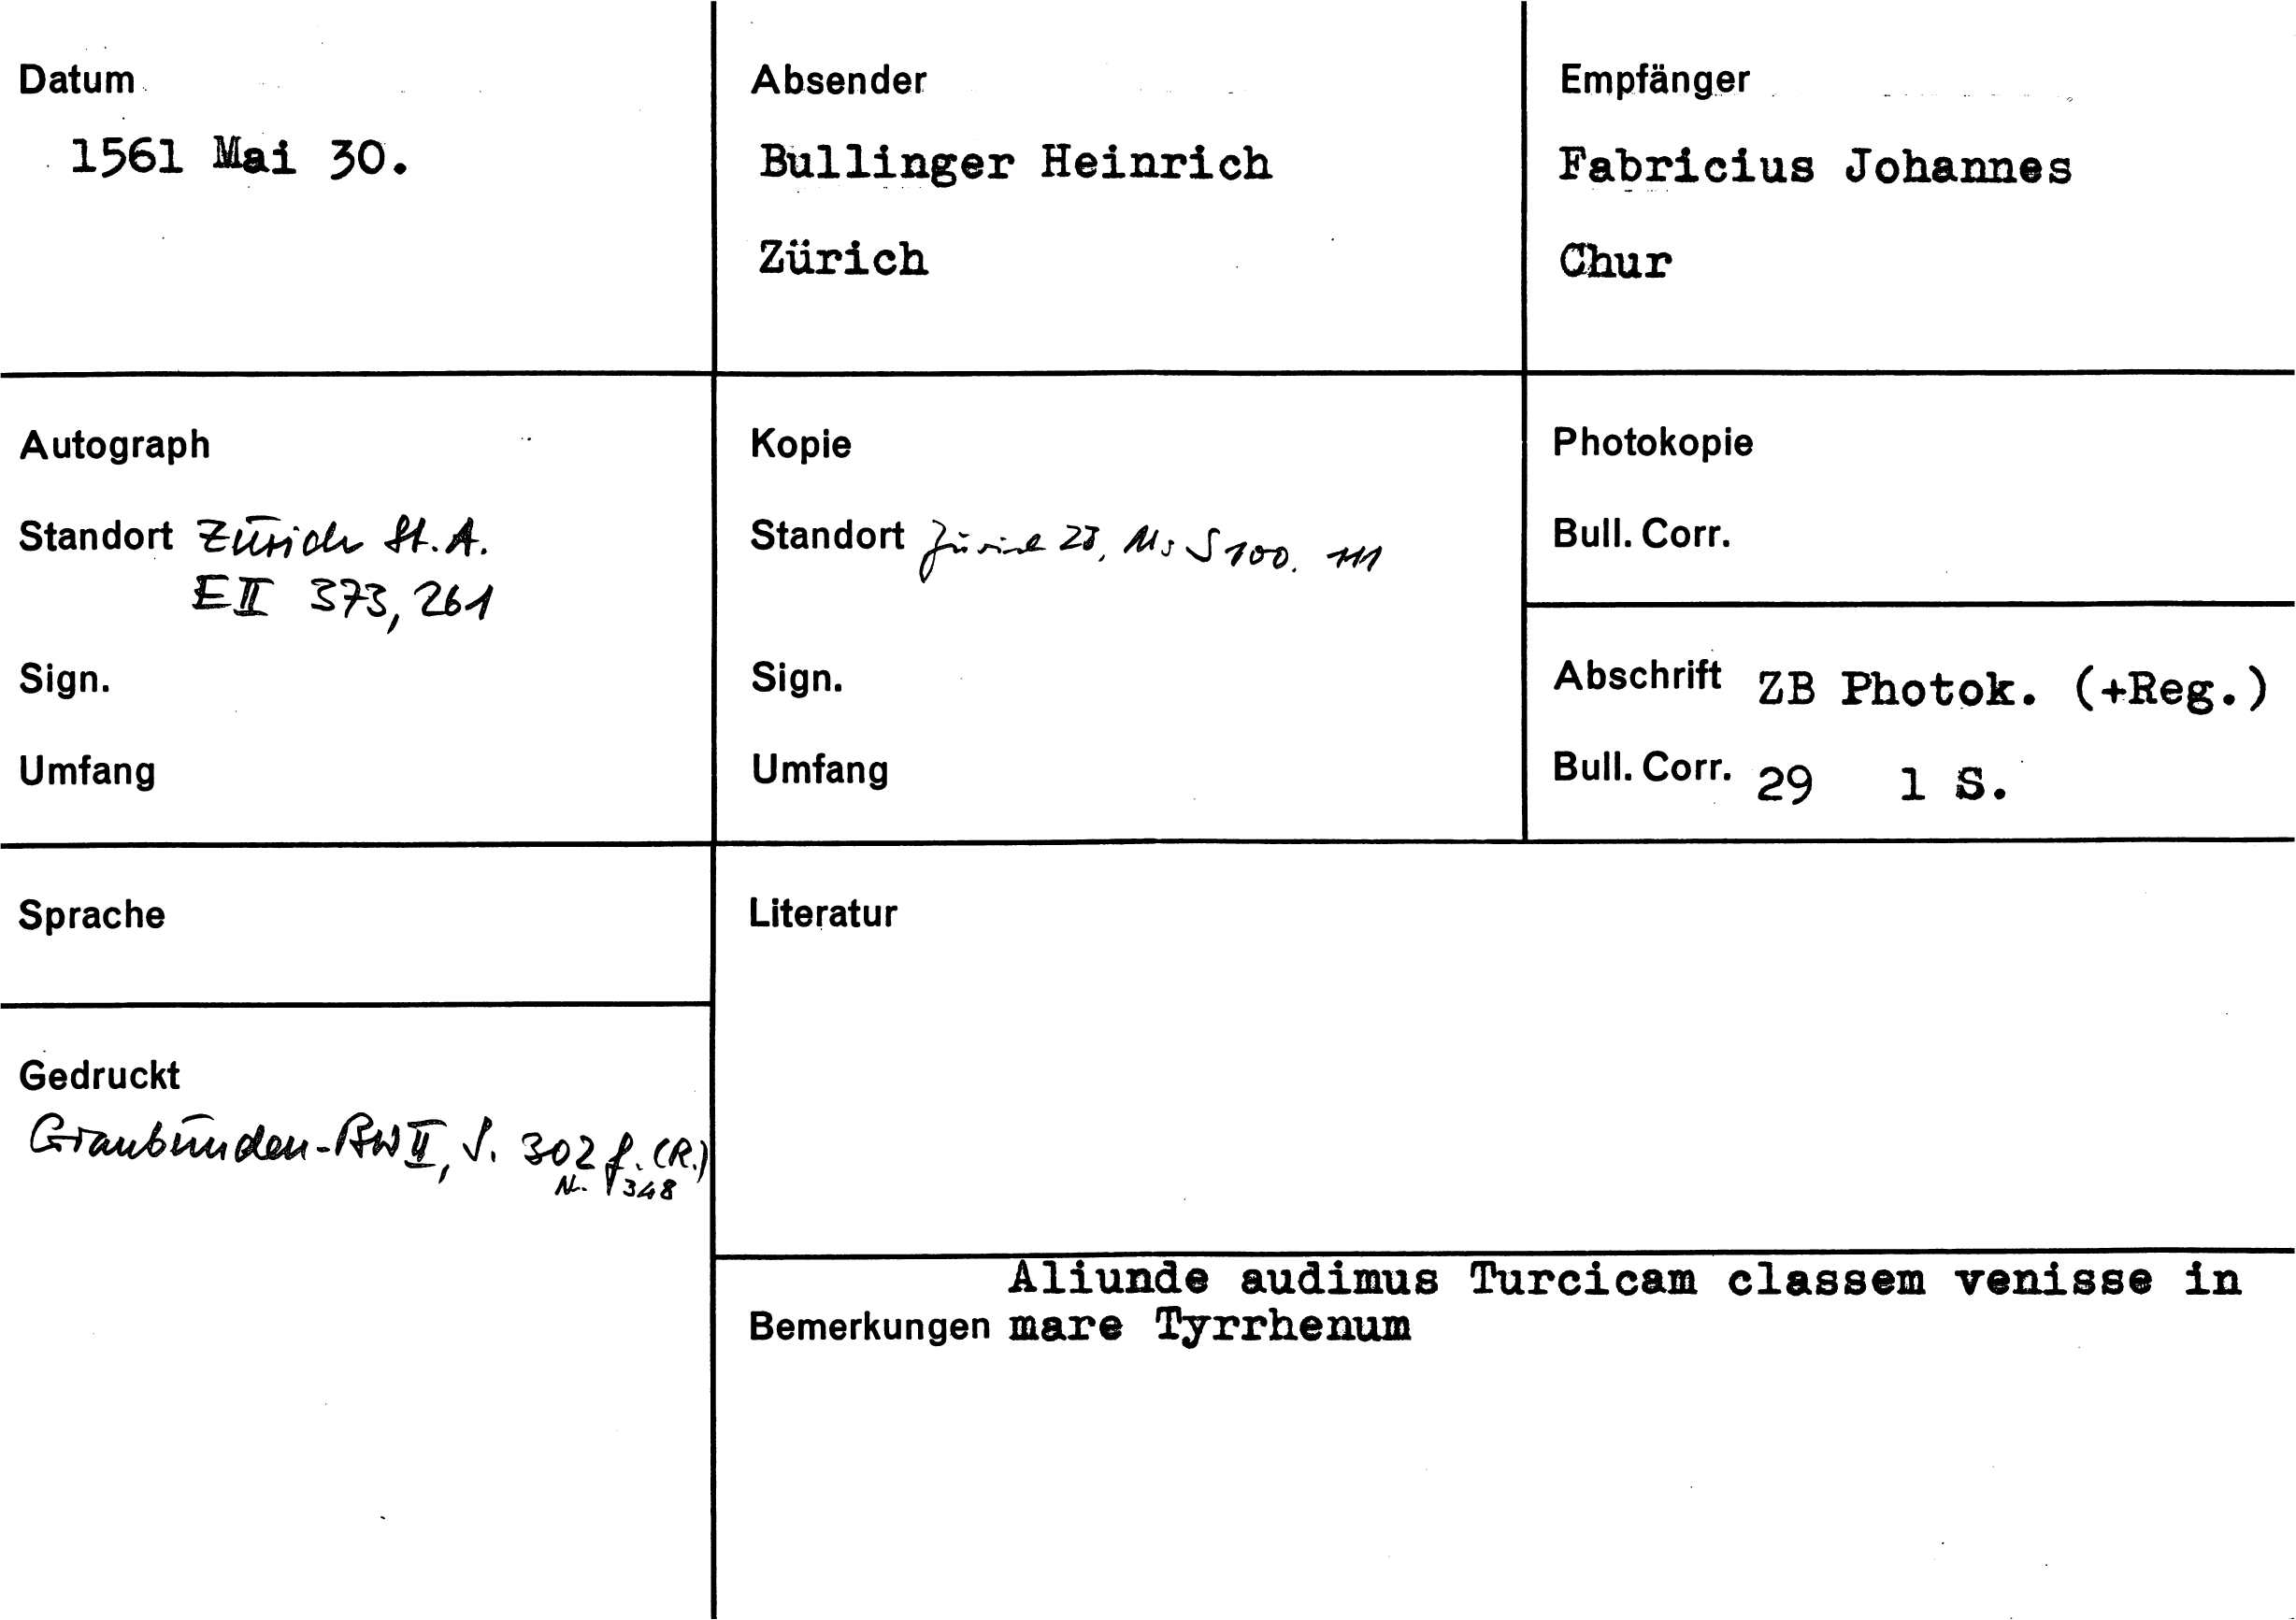 Datum
1561 Mai 30.
Absender
Bullinger Heinrich
Zürich
Empfänger
Fabricius Johannes
Chur
Autograph
Standort Zürich St.A.
E II 373, 261
Sign.
Umfang
Kopie
Standort Zürich ZB, Ms S 100. 111
Sign.
Umfang
Photokopie
Bull. Corr.
Abschrift ZB Photok. (+Reg.)
Bull. Corr. 29 1 S.
Sprache
Gedruckt
Graubünden-BW II, S. 302 f. (R.)
Nr. 348
Literatur
Aliunde audimus Turcicam classem venisse in
Bemerkungen mare Tyrrhenum